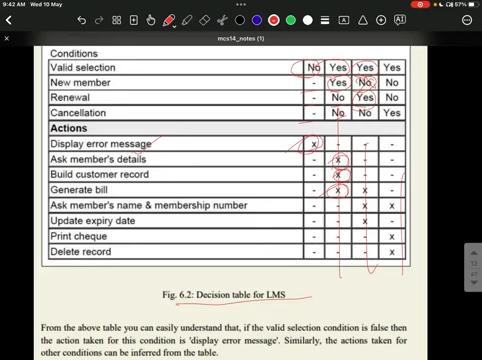 9:42 AM Wed 10 May
57%
mcs14_notes (1)
Conditions
Valid selection No Yes Yes Yes
New member - Yes No No
Renewal - No Yes No
Cancellation - No No Yes
Actions
Display error message x - - -
Ask member's details - x - -
Build customer record - x - -
Generate bill - x x -
Ask member's name & membership number - - x x
Update expiry date - - x -
Print cheque - - - x
Delete record - - - x
Fig. 6.2: Decision table for LMS
From the above table you can easily understand that, if the valid selection condition is false then
the action taken for this condition is 'display error message'. Similarly, the actions taken for
other conditions can be inferred from the table.